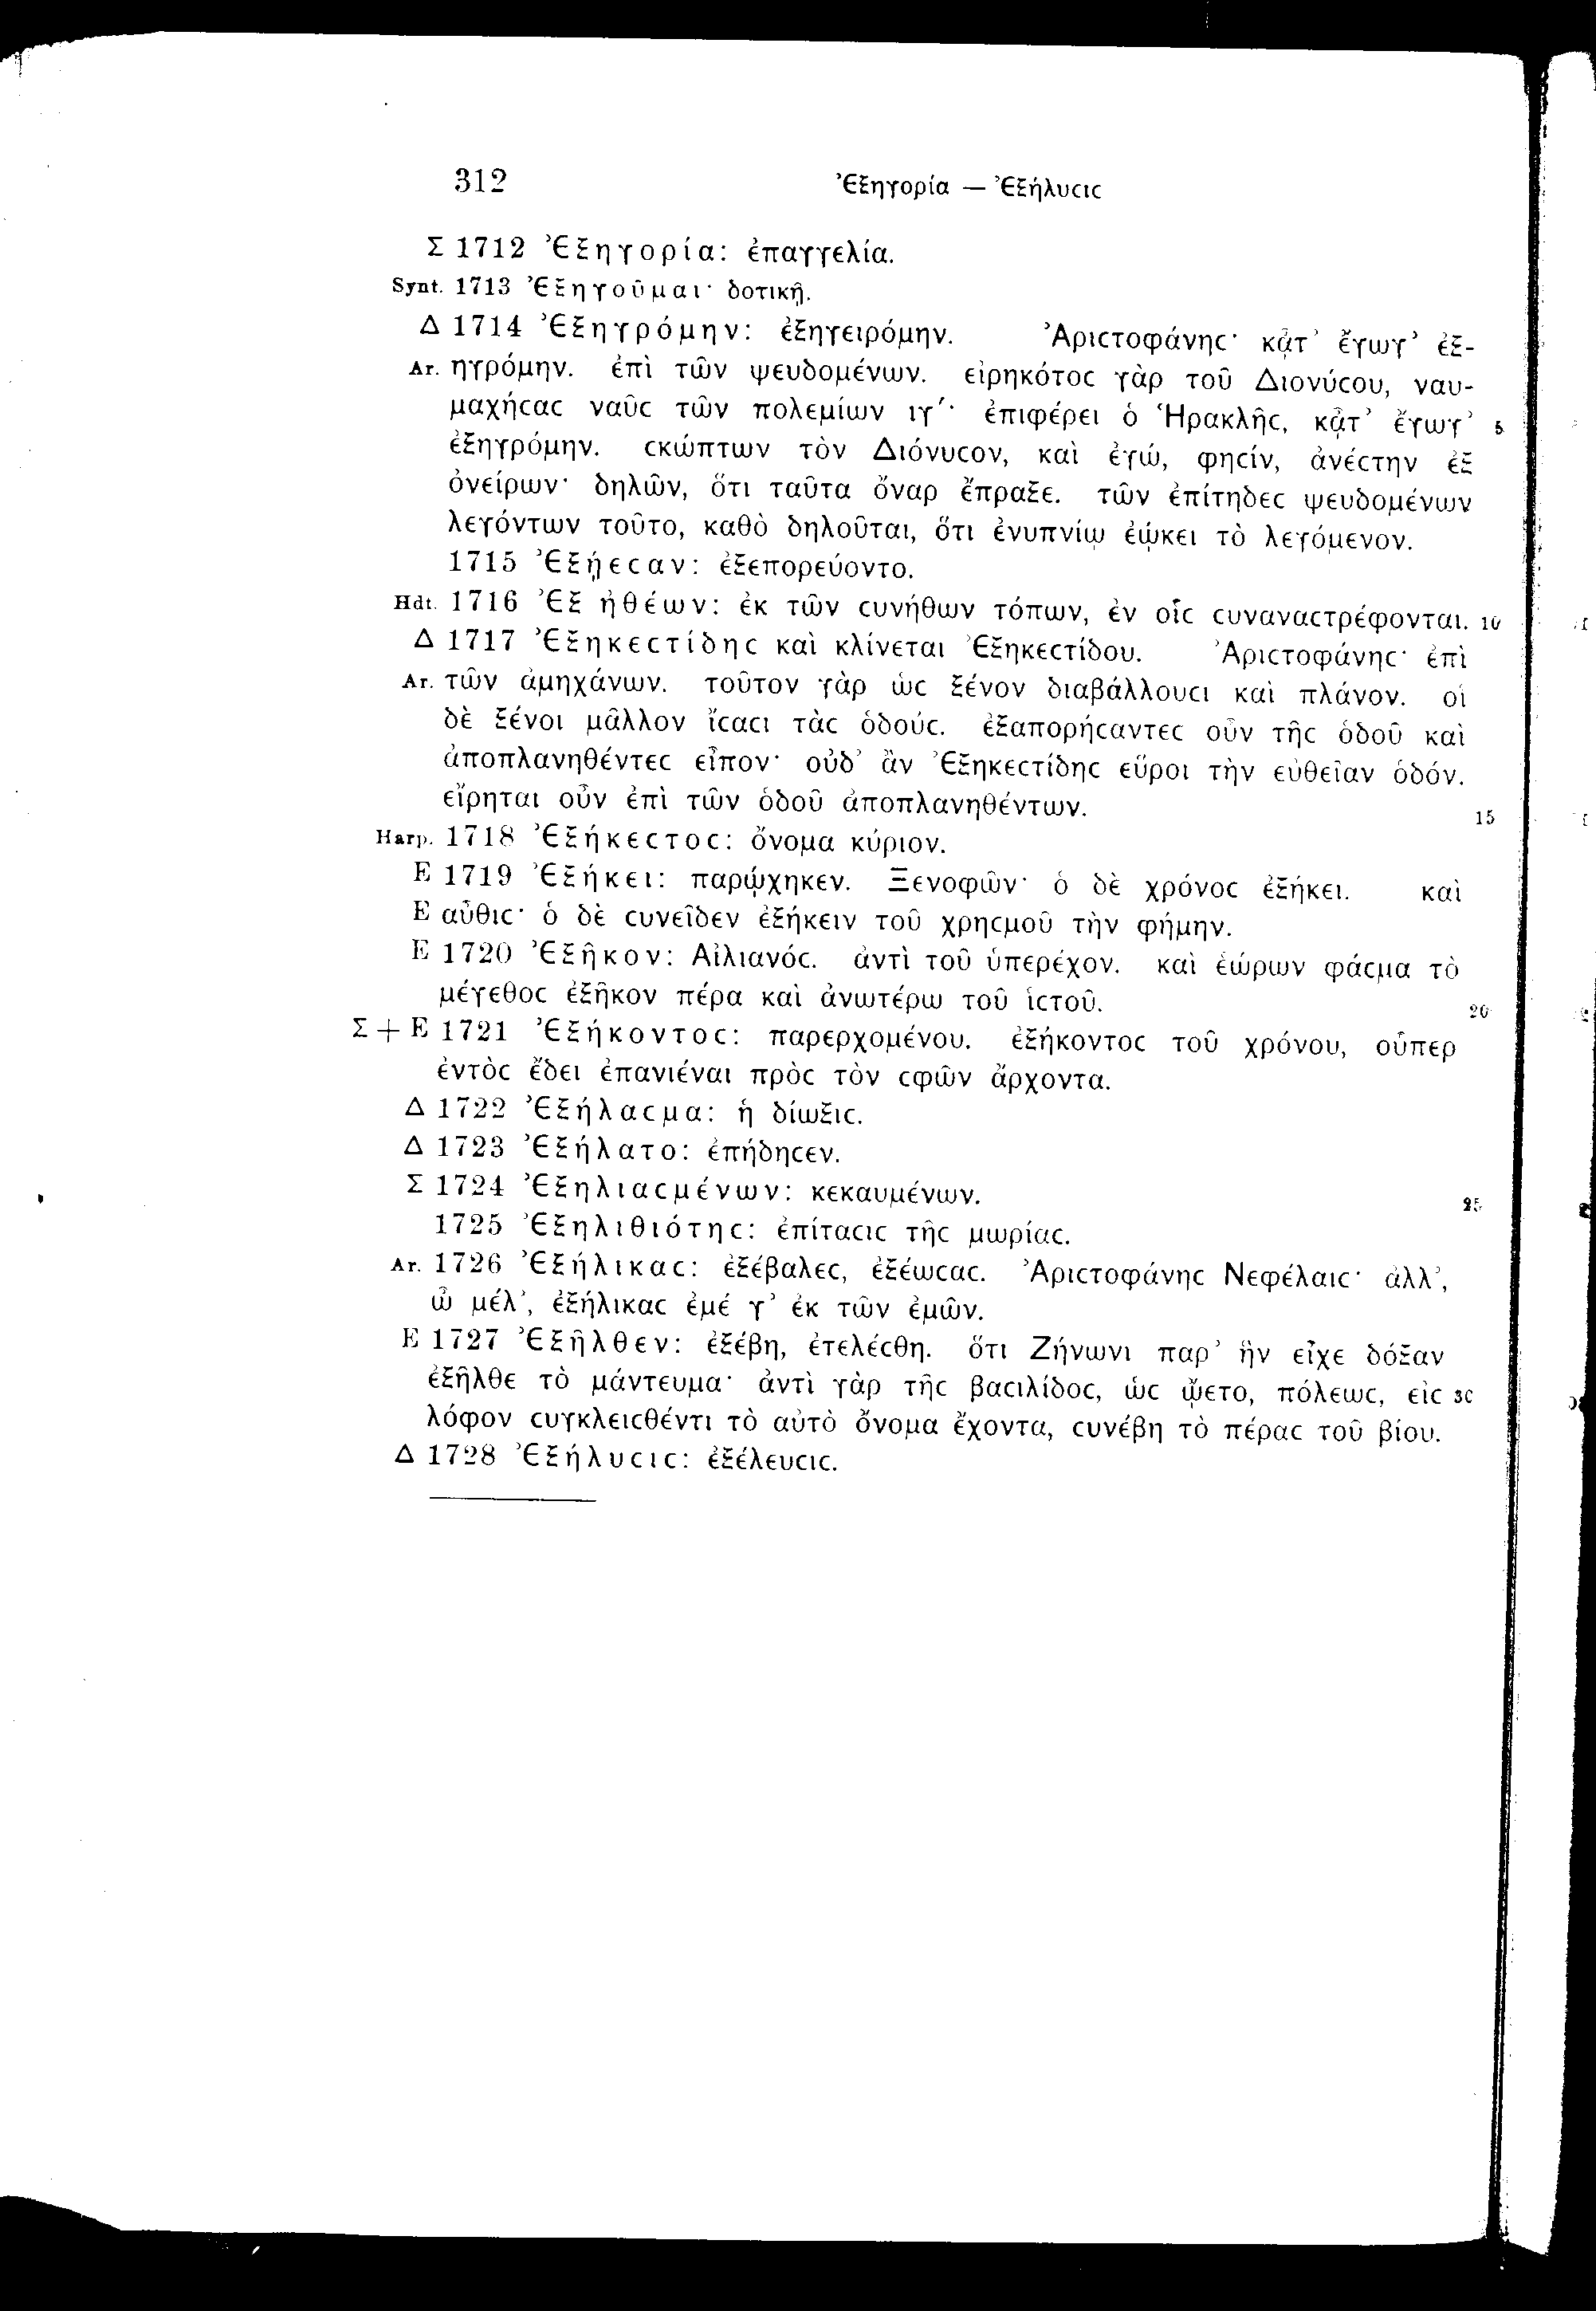 312 Ἐξηγορία — Ἐξήλυϲιϲ
Σ 1712 Ἐξηγορία: ἐπαγγελία.
Synt. 1713 Ἐξηγοῦμαι· δοτικῇ.
Δ 1714 Ἐξηγρόμην: ἐξηγειρόμην. Ἀριϲτοφάνηϲ· κᾆτ’ ἔγωγ’ ἐξ-
Ar. ηγρόμην. ἐπὶ τῶν ψευδομένων. εἰρηκότοϲ γὰρ τοῦ Διονύϲου, ναυ-
μαχήϲαϲ ναῦϲ τῶν πολεμίων ιγʹ· ἐπιφέρει ὁ Ἡρακλῆϲ, κᾆτ’ ἔγωγ’ 5
ἐξηγρόμην. ϲκώπτων τὸν Διόνυϲον, καὶ ἐγώ, φηϲίν, ἀνέϲτην ἐξ
ὀνείρων· δηλῶν, ὅτι ταῦτα ὄναρ ἔπραξε. τῶν ἐπίτηδεϲ ψευδομένων
λεγόντων τοῦτο, καθὸ δηλοῦται, ὅτι ἐνυπνίῳ ἐῴκει τὸ λεγόμενον.
1715 Ἐξῄεϲαν: ἐξεπορεύοντο.
Hdt. 1716 Ἐξ ἠθέων: ἐκ τῶν ϲυνήθων τόπων, ἐν οἷϲ ϲυναναϲτρέφονται. 10
Δ 1717 Ἐξηκεϲτίδηϲ καὶ κλίνεται Ἐξηκεϲτίδου. Ἀριϲτοφάνηϲ· ἐπὶ
Ar. τῶν ἀμηχάνων. τοῦτον γὰρ ὡϲ ξένον διαβάλλουϲι καὶ πλάνον. οἱ
δὲ ξένοι μᾶλλον ἴϲαϲι τὰϲ ὁδούϲ. ἐξαπορήϲαντεϲ οὖν τῆϲ ὁδοῦ καὶ
ἀποπλανηθέντεϲ εἶπον· οὐδ’ ἂν Ἐξηκεϲτίδηϲ εὕροι τὴν εὐθεῖαν ὁδόν.
εἴρηται οὖν ἐπὶ τῶν ὁδοῦ ἀποπλανηθέντων. 15
Harp. 1718 Ἐξήκεϲτοϲ: ὄνομα κύριον.
E 1719 Ἐξήκει: παρῴχηκεν. Ξενοφῶν· ὁ δὲ χρόνοϲ ἐξήκει. καὶ
E αὖθιϲ· ὁ δὲ ϲυνεῖδεν ἐξήκειν τοῦ χρηϲμοῦ τὴν φήμην.
E 1720 Ἐξῆκον: Αἰλιανόϲ. ἀντὶ τοῦ ὑπερέχον. καὶ ἑώρων φάϲμα τὸ
μέγεθοϲ ἐξῆκον πέρα καὶ ἀνωτέρω τοῦ ἱϲτοῦ. 20
Σ + E 1721 Ἐξήκοντοϲ: παρερχομένου. ἐξήκοντοϲ τοῦ χρόνου, οὗπερ
ἐντὸϲ ἔδει ἐπανιέναι πρὸϲ τὸν ϲφῶν ἄρχοντα.
Δ 1722 Ἐξήλαϲμα: ἡ δίωξιϲ.
Δ 1723 Ἐξήλατο: ἐπήδηϲεν.
Σ 1724 Ἐξηλιαϲμένων: κεκαυμένων. 25
1725 Ἐξηλιθιότηϲ: ἐπίταϲιϲ τῆϲ μωρίαϲ.
Ar. 1726 Ἐξήλικαϲ: ἐξέβαλεϲ, ἐξέωϲαϲ. Ἀριϲτοφάνηϲ Νεφέλαιϲ· ἀλλ’,
ὦ μέλ’, ἐξήλικαϲ ἐμέ γ’ ἐκ τῶν ἐμῶν.
E 1727 Ἐξῆλθεν: ἐξέβη, ἐτελέϲθη. ὅτι Ζήνωνι παρ’ ἣν εἶχε δόξαν
ἐξῆλθε τὸ μάντευμα· ἀντὶ γὰρ τῆϲ βαϲιλίδοϲ, ὡϲ ᾤετο, πόλεωϲ, εἰϲ 30
λόφον ϲυγκλειϲθέντι τὸ αὐτὸ ὄνομα ἔχοντα, ϲυνέβη τὸ πέραϲ τοῦ βίου.
Δ 1728 Ἐξήλυϲιϲ: ἐξέλευϲιϲ.